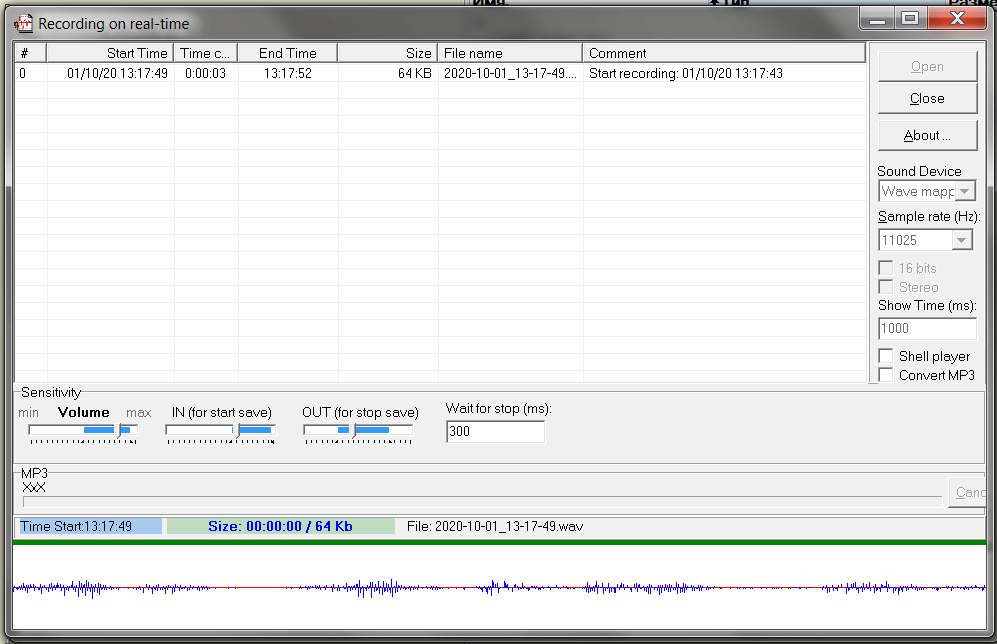 Имя.
Тип
Разме
Recording on real-time
# Start Time Time c... End Time Size File name Comment
0 01/10/20 13:17:49 0:00:03 13:17:52 64 KB 2020-10-01_13-17-49.... Start recording: 01/10/20 13:17:43
Open
Close
About ...
Sound Device
Wave mapp
Sample rate (Hz):
11025
16 bits
Stereo
Show Time (ms):
1000
Shell player
Convert MP3
Sensitivity
min Volume max IN (for start save) OUT (for stop save) Wait for stop (ms):
300
MP3
XxX
Canc
Time Start:13:17:49 Size: 00:00:00 / 64 Kb File: 2020-10-01_13-17-49.wav